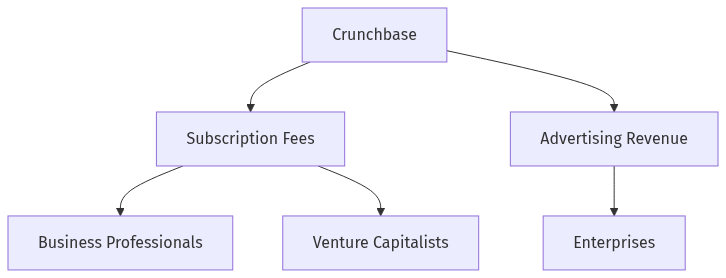 Crunchbase
Subscription Fees
Advertising Revenue
Business Professionals
Venture Capitalists
Enterprises